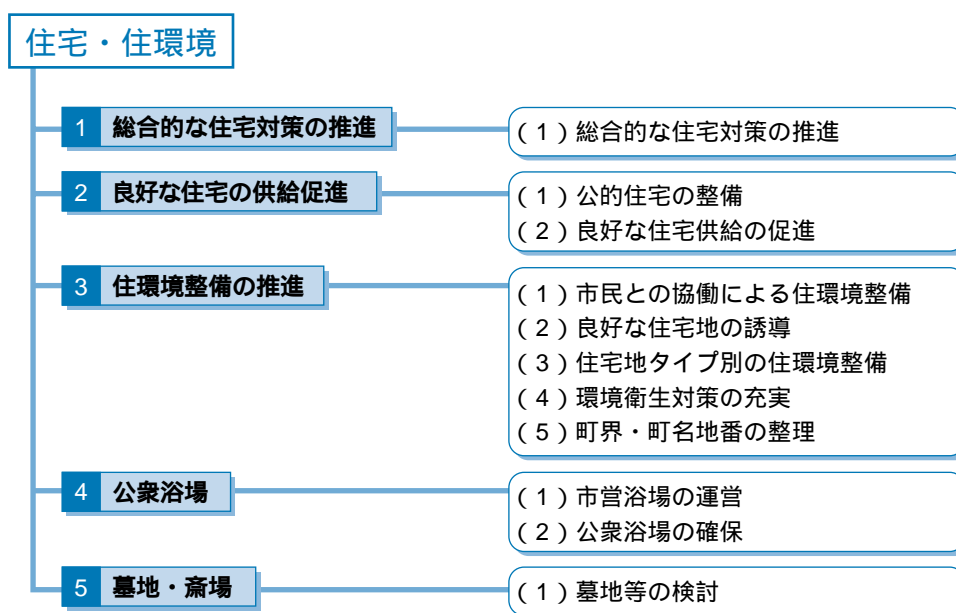 住宅・住環境
1 総合的な住宅対策の推進
(1)総合的な住宅対策の推進
2 良好な住宅の供給促進
(1)公的住宅の整備
(2)良好な住宅供給の促進
3 住環境整備の推進
(1)市民との協働による住環境整備
(2)良好な住宅地の誘導
(3)住宅地タイプ別の住環境整備
(4)環境衛生対策の充実
(5)町界・町名地番の整理
4 公衆浴場
(1)市営浴場の運営
(2)公衆浴場の確保
5 墓地・斎場
(1)墓地等の検討